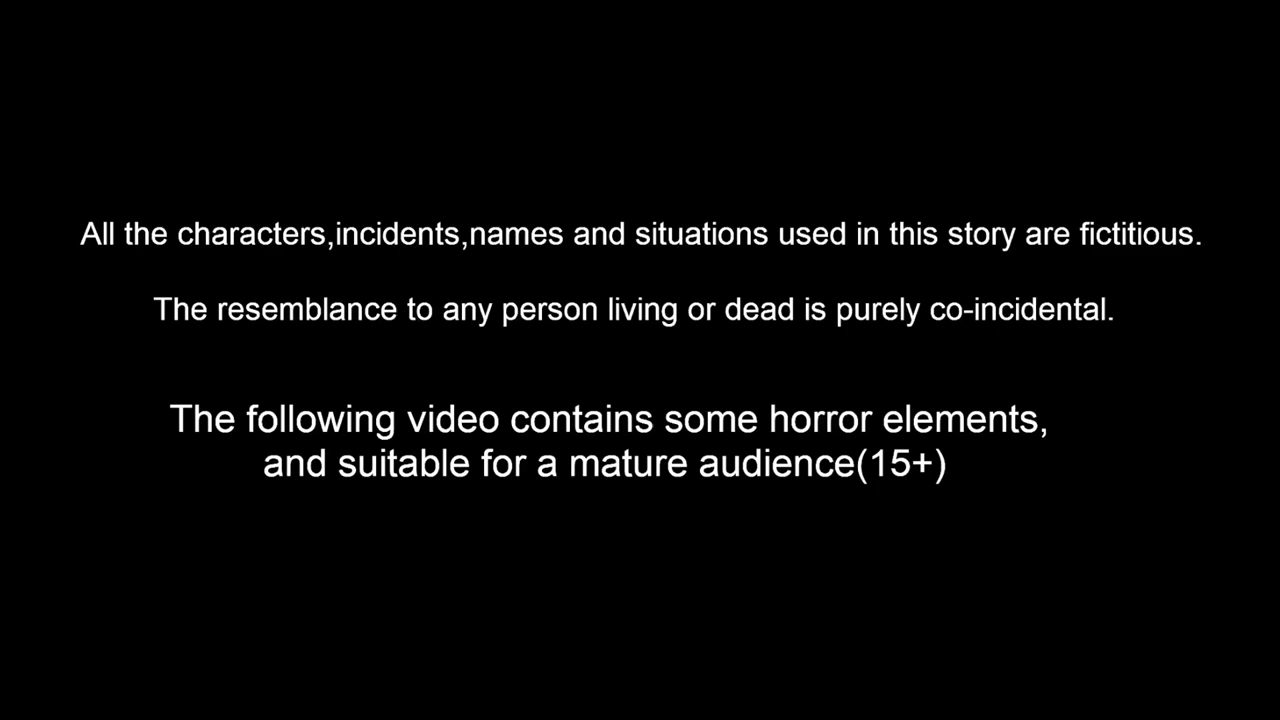 All the characters,incidents,names and situations used in this story are fictitious.
The resemblance to any person living or dead is purely co-incidental.
The following video contains some horror elements,
and suitable for a mature audience(15+)